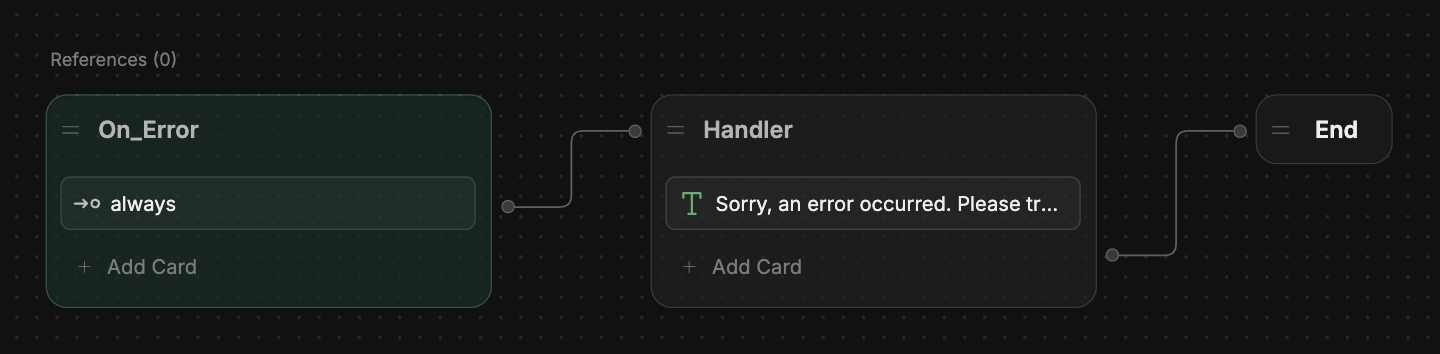 References (0)
On_Error
always
+ Add Card
Handler
T Sorry, an error occurred. Please tr...
+ Add Card
End